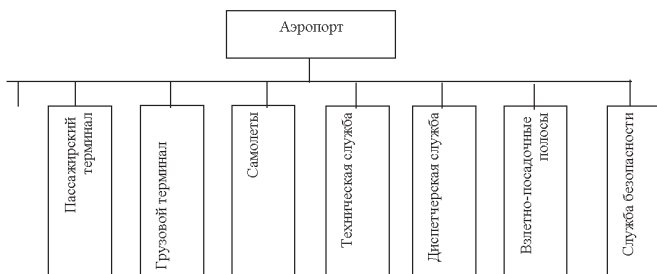 Аэропорт
Пассажирский
терминал
Грузовой терминал
Самолеты
Техническая служба
Диспетчерская служба
Взлетно-посадочные
полосы
Служба безопасности